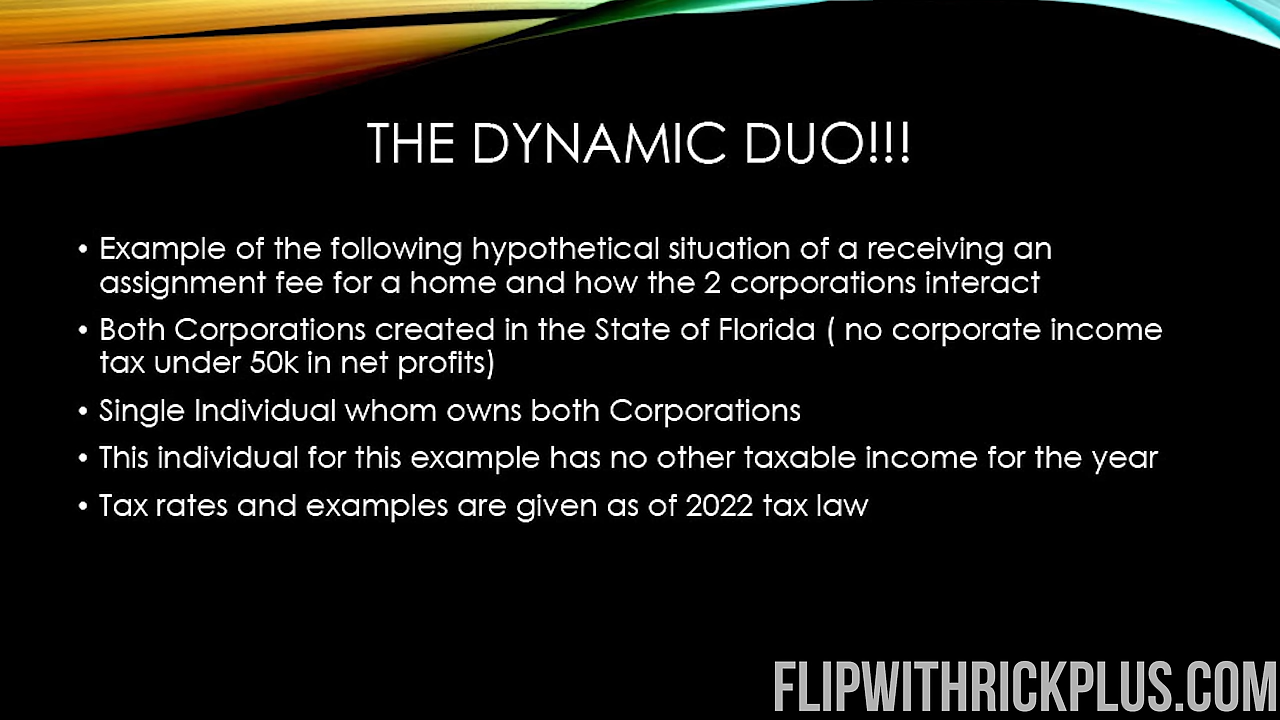 THE DYNAMIC DUO!!!
• Example of the following hypothetical situation of a receiving an
assignment fee for a home and how the 2 corporations interact
• Both Corporations created in the State of Florida ( no corporate income
tax under 50k in net profits)
• Single Individual whom owns both Corporations
• This individual for this example has no other taxable income for the year
• Tax rates and examples are given as of 2022 tax law
FLIPWITHRICKPLUS.COM